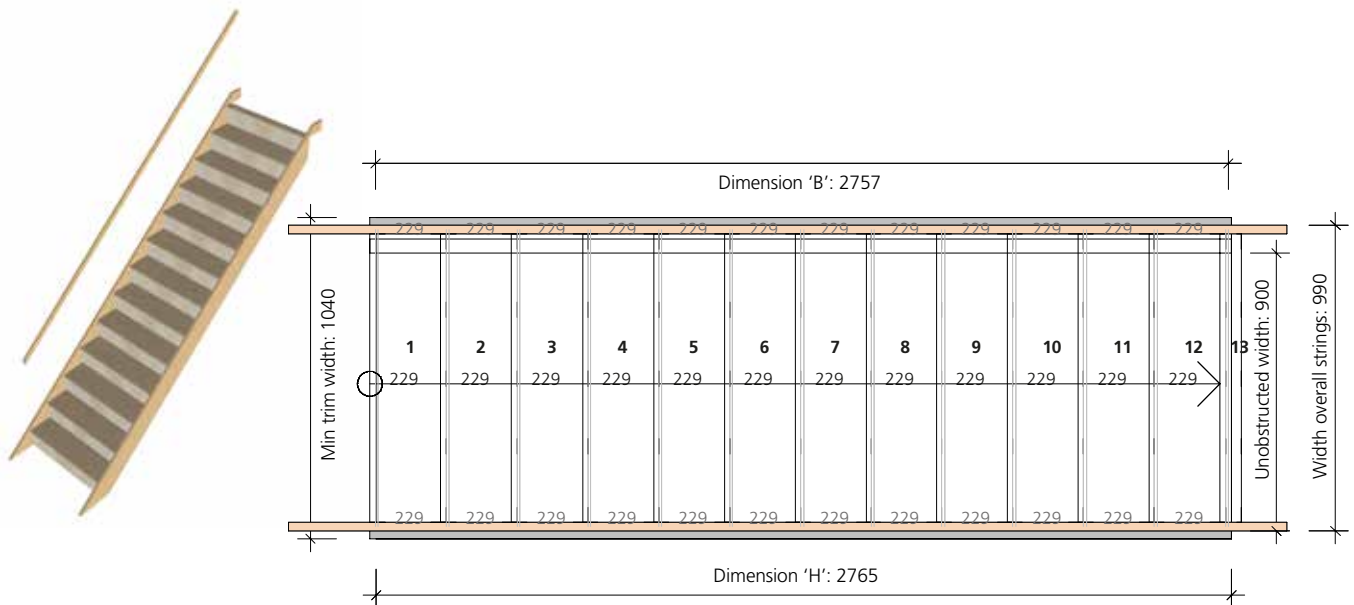 Dimension 'B': 2757
229 229 229 229 229 229 229 229 229 229 229 229
Min trim width: 1040
1 2 3 4 5 6 7 8 9 10 11 12 13
229 229 229 229 229 229 229 229 229 229 229 229
Unobstructed width: 900
Width overall strings: 990
229 229 229 229 229 229 229 229 229 229 229 229
Dimension 'H': 2765